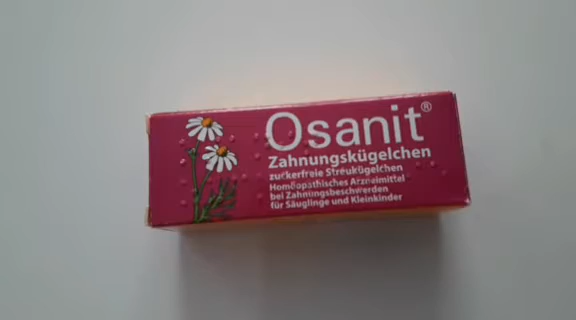 Osanit®
Zahnungskügelchen
zuckerfreie Streukügelchen
Homöopathisches Arzneimittel
bei Zahnungsbeschwerden
für Säuglinge und Kleinkinder